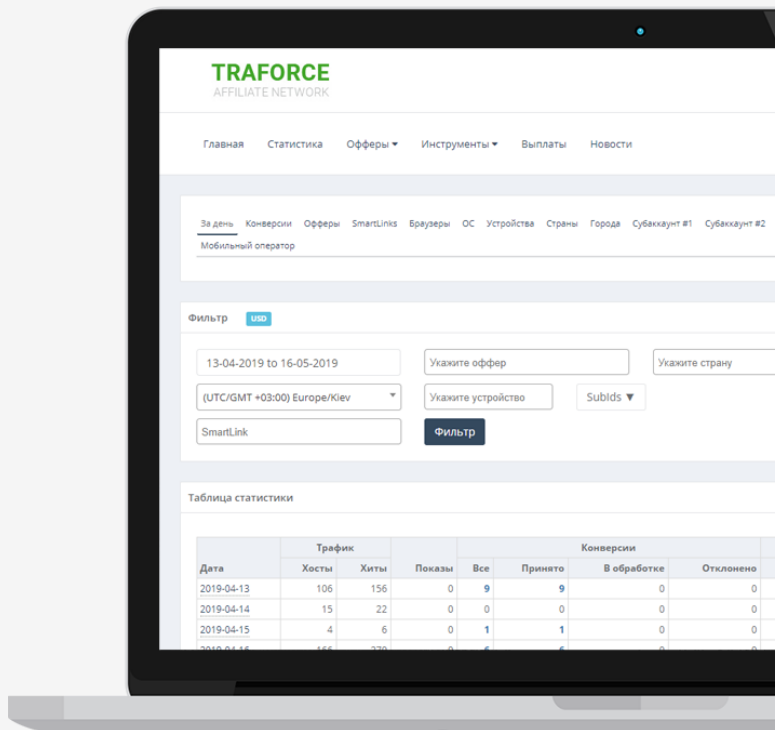 TRAFORCE
AFFILIATE NETWORK
Главная Статистика Офферы Инструменты Выплаты Новости
За день Конверсии Офферы SmartLinks Браузеры ОС Устройства Страны Города Субаккаунт #1 Субаккаунт #2
Мобильный оператор
Фильтр USD
13-04-2019 to 16-05-2019 Укажите оффер Укажите страну
(UTC/GMT +03:00) Europe/Kiev Укажите устройство SubIds ▼
SmartLink Фильтр
Таблица статистики
Трафик Конверсии
Дата Хосты Хиты Показы Все Принято В обработке Отклонено
2019-04-13 106 156 0 9 9 0 0
2019-04-14 15 22 0 0 0 0 0
2019-04-15 4 6 0 1 1 0 0